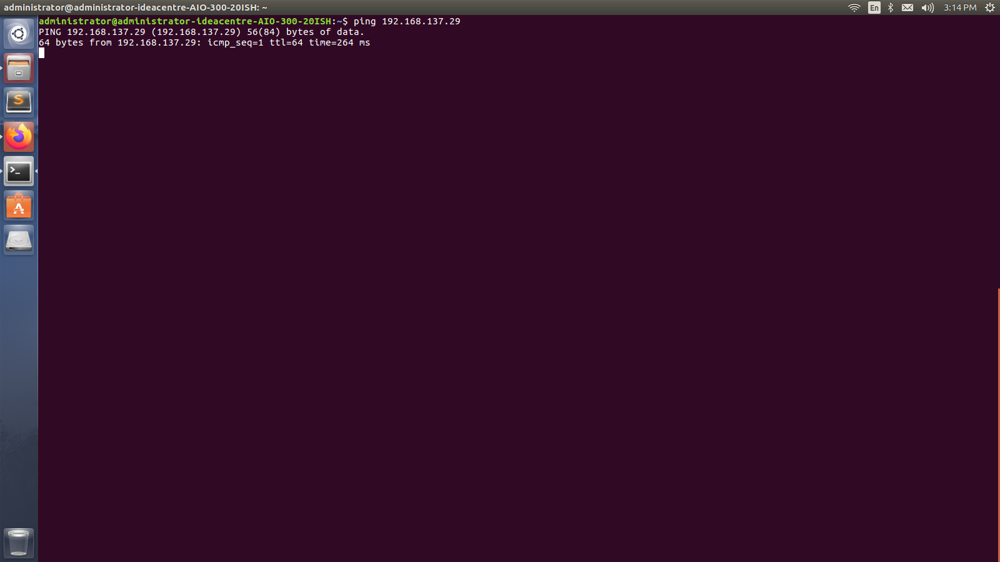 administrator@administrator-ideacentre-AIO-300-20ISH: ~
En
3:14 PM
administrator@administrator-ideacentre-AIO-300-20ISH:~$ ping 192.168.137.29
PING 192.168.137.29 (192.168.137.29) 56(84) bytes of data.
64 bytes from 192.168.137.29: icmp_seq=1 ttl=64 time=264 ms
S
>_
A